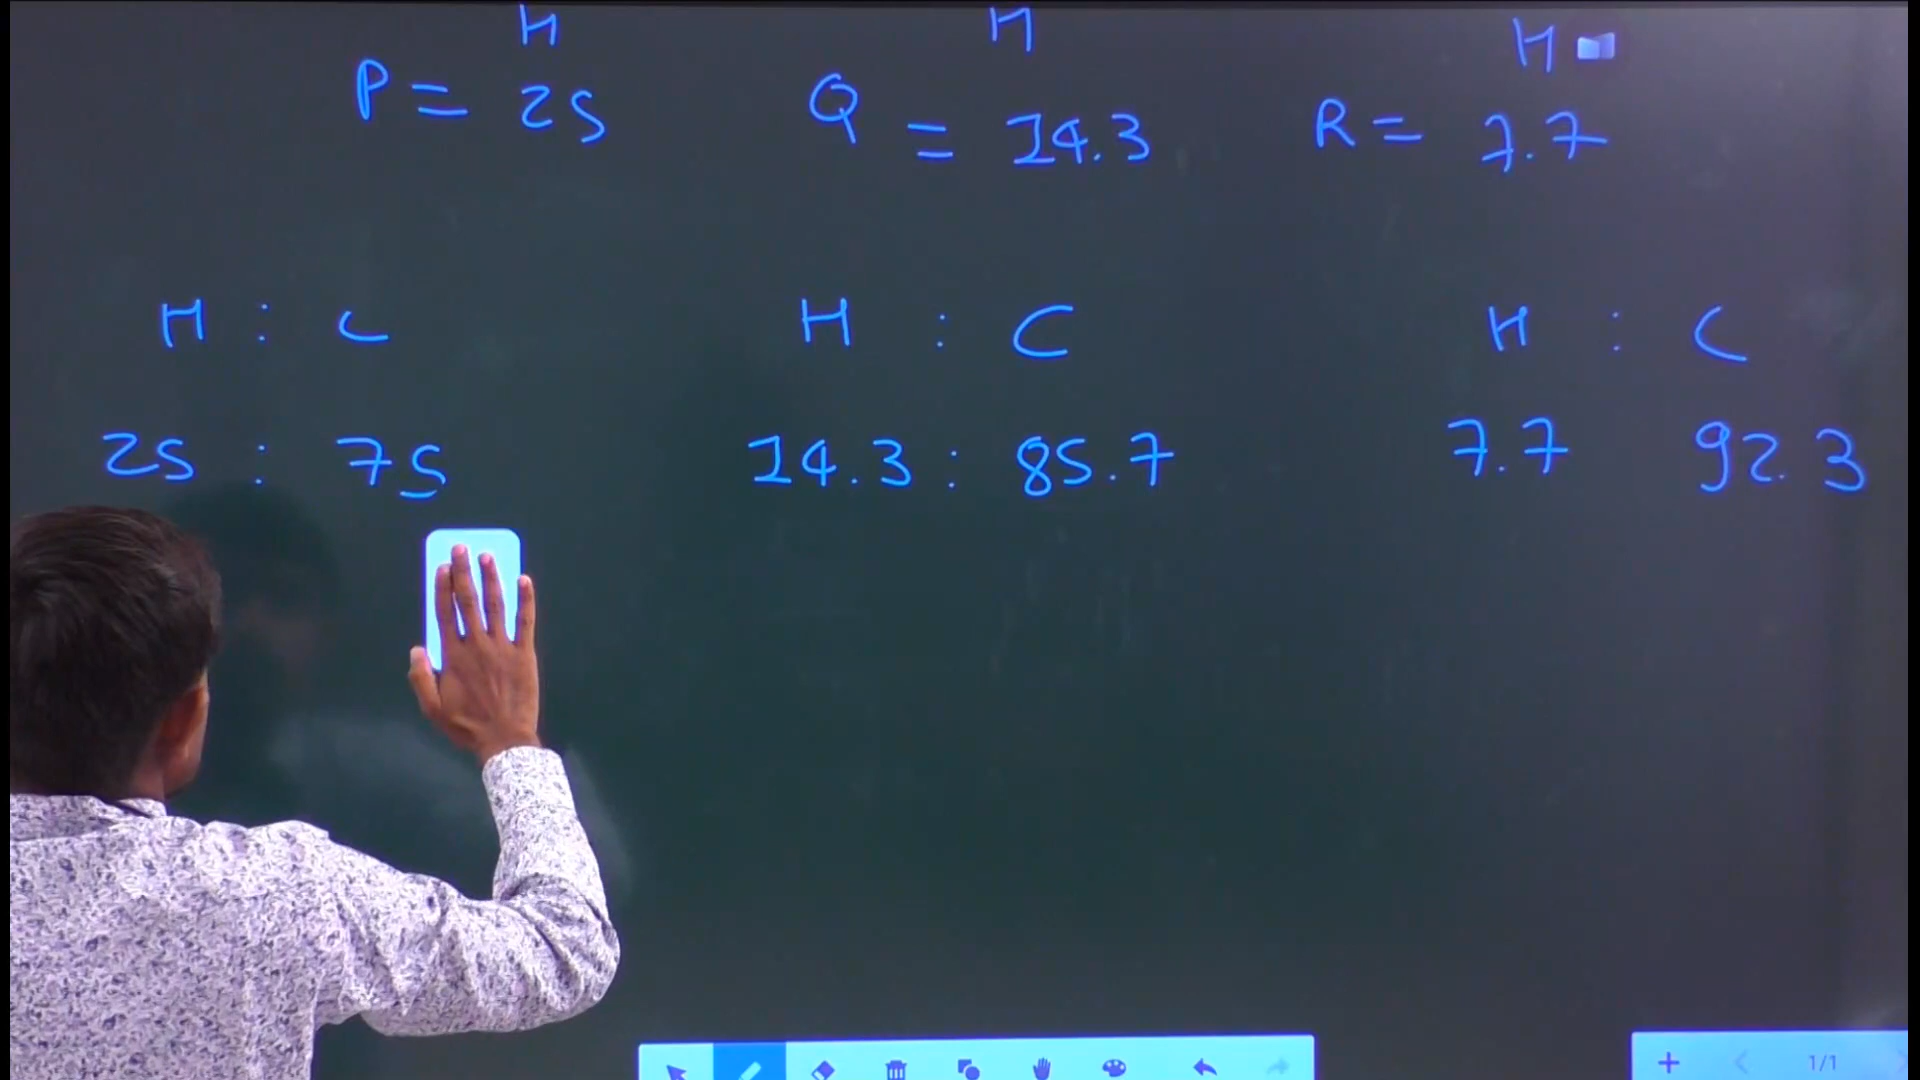 H H H
P = 25 Q = 14.3 R = 7.7
H : C H : C H : C
25 : 75 14.3 : 85.7 7.7 92.3
1/1